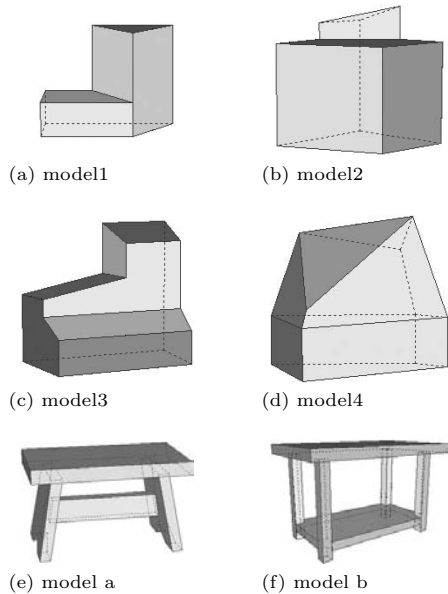 (a) model1
(b) model2
(c) model3
(d) model4
(e) model a
(f) model b